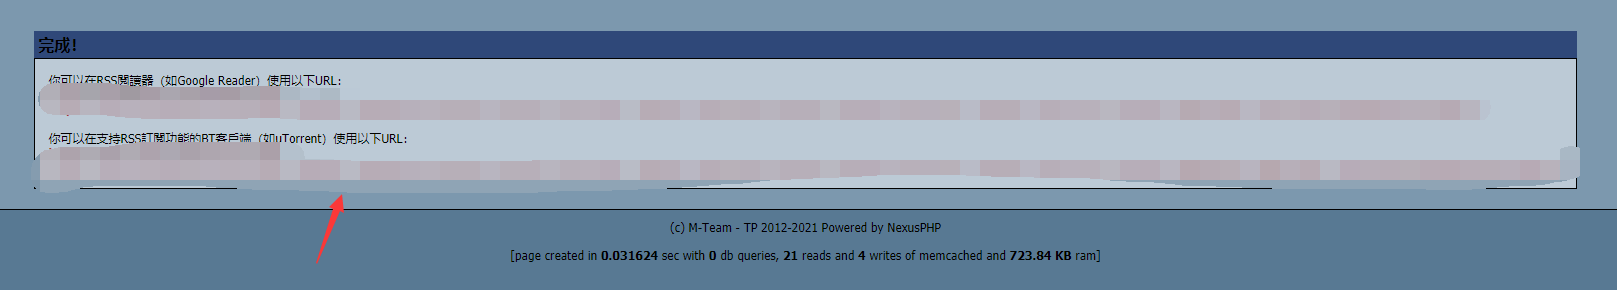 完成!
你可以在RSS閱讀器（如Google Reader）使用以下URL:
你可以在支持RSS訂閱功能的BT客戶端（如uTorrent）使用以下URL:
(c) M-Team - TP 2012-2021 Powered by NexusPHP
[page created in 0.031624 sec with 0 db queries, 21 reads and 4 writes of memcached and 723.84 KB ram]